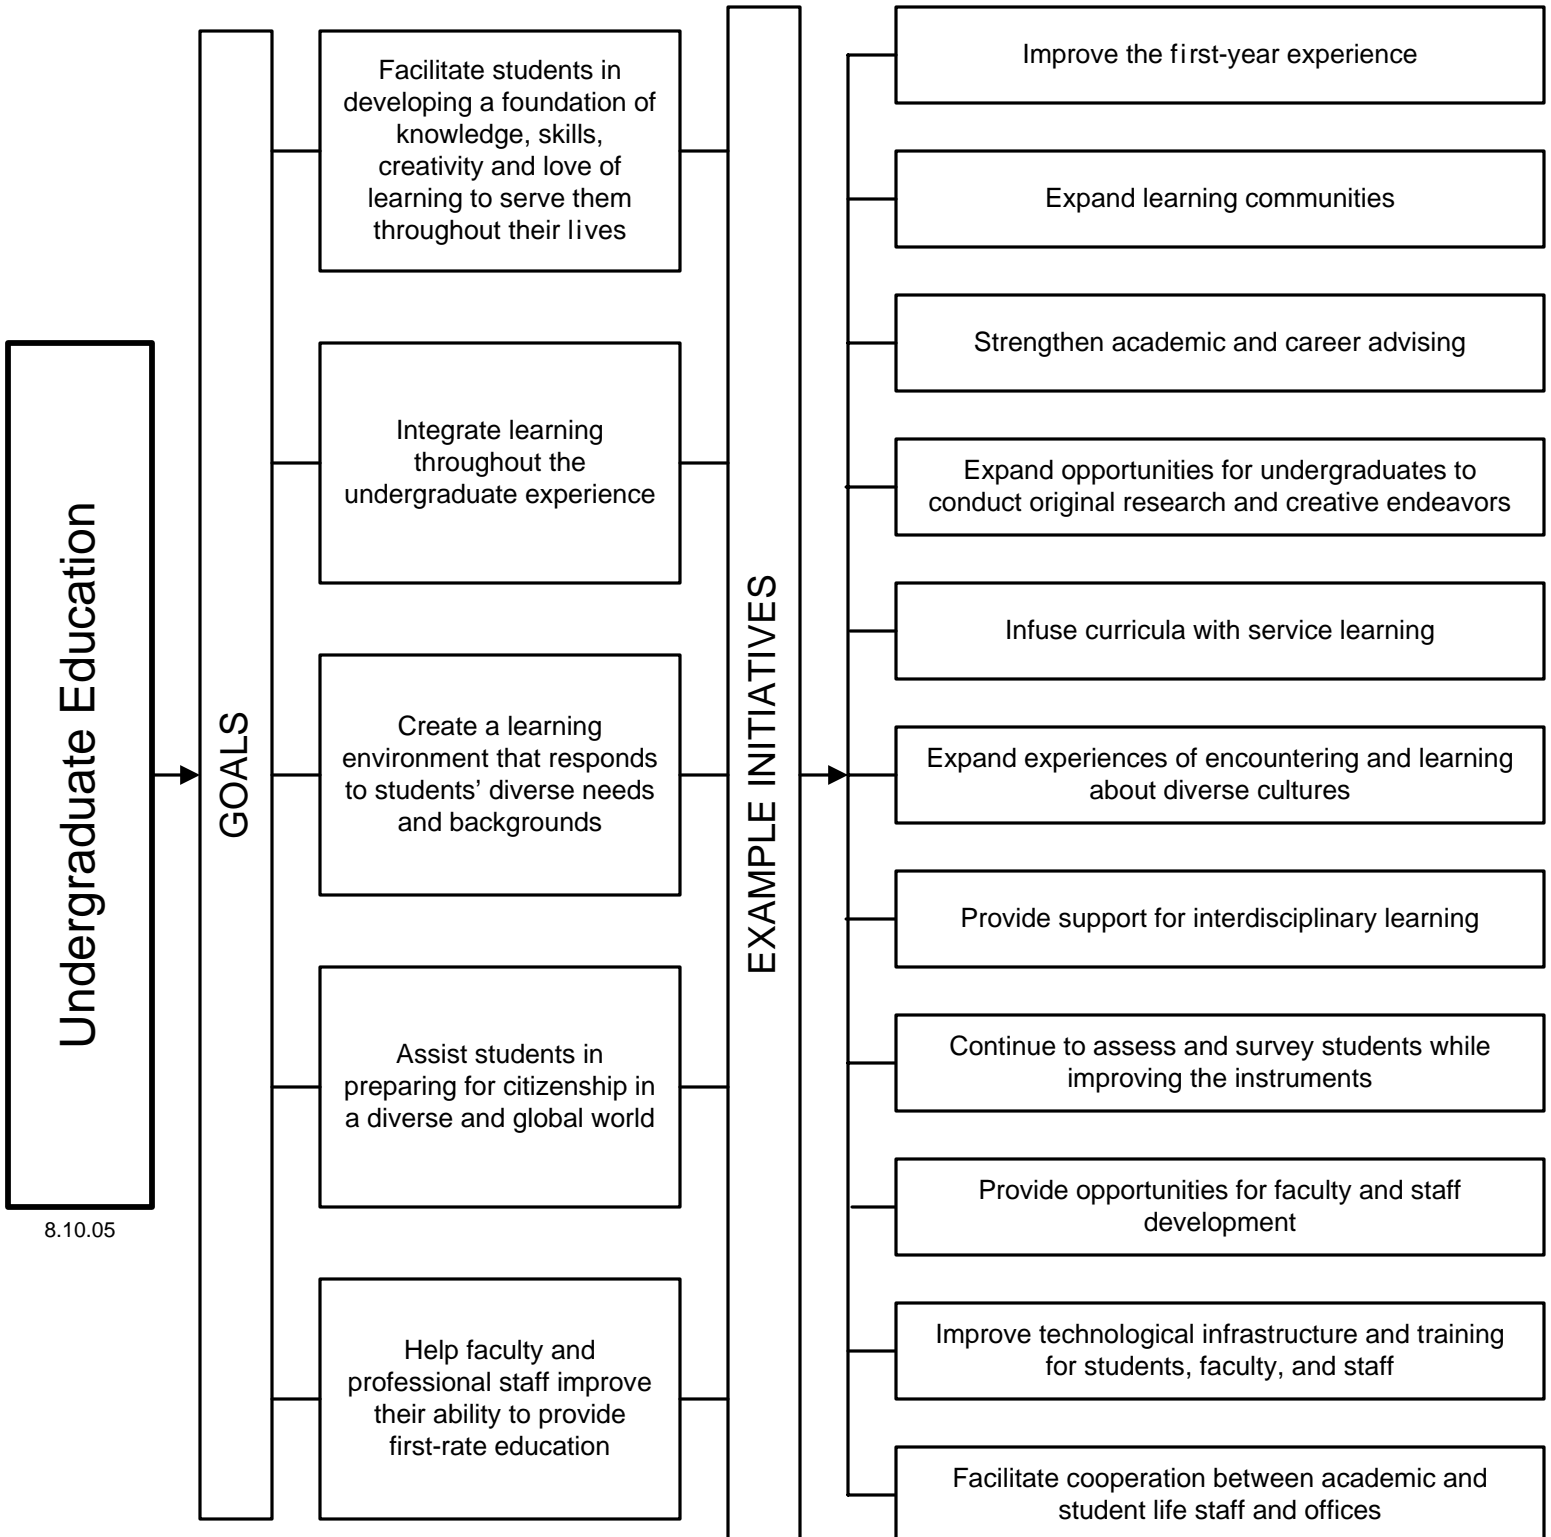 Undergraduate Education
8.10.05
GOALS
Facilitate students in
developing a foundation of
knowledge, skills,
creativity and love of
learning to serve them
throughout their lives
Integrate learning
throughout the
undergraduate experience
Create a learning
environment that responds
to students’ diverse needs
and backgrounds
Assist students in
preparing for citizenship in
a diverse and global world
Help faculty and
professional staff improve
their ability to provide
first-rate education
EXAMPLE INITIATIVES
Improve the first-year experience
Expand learning communities
Strengthen academic and career advising
Expand opportunities for undergraduates to
conduct original research and creative endeavors
Infuse curricula with service learning
Expand experiences of encountering and learning
about diverse cultures
Provide support for interdisciplinary learning
Continue to assess and survey students while
improving the instruments
Provide opportunities for faculty and staff
development
Improve technological infrastructure and training
for students, faculty, and staff
Facilitate cooperation between academic and
student life staff and offices